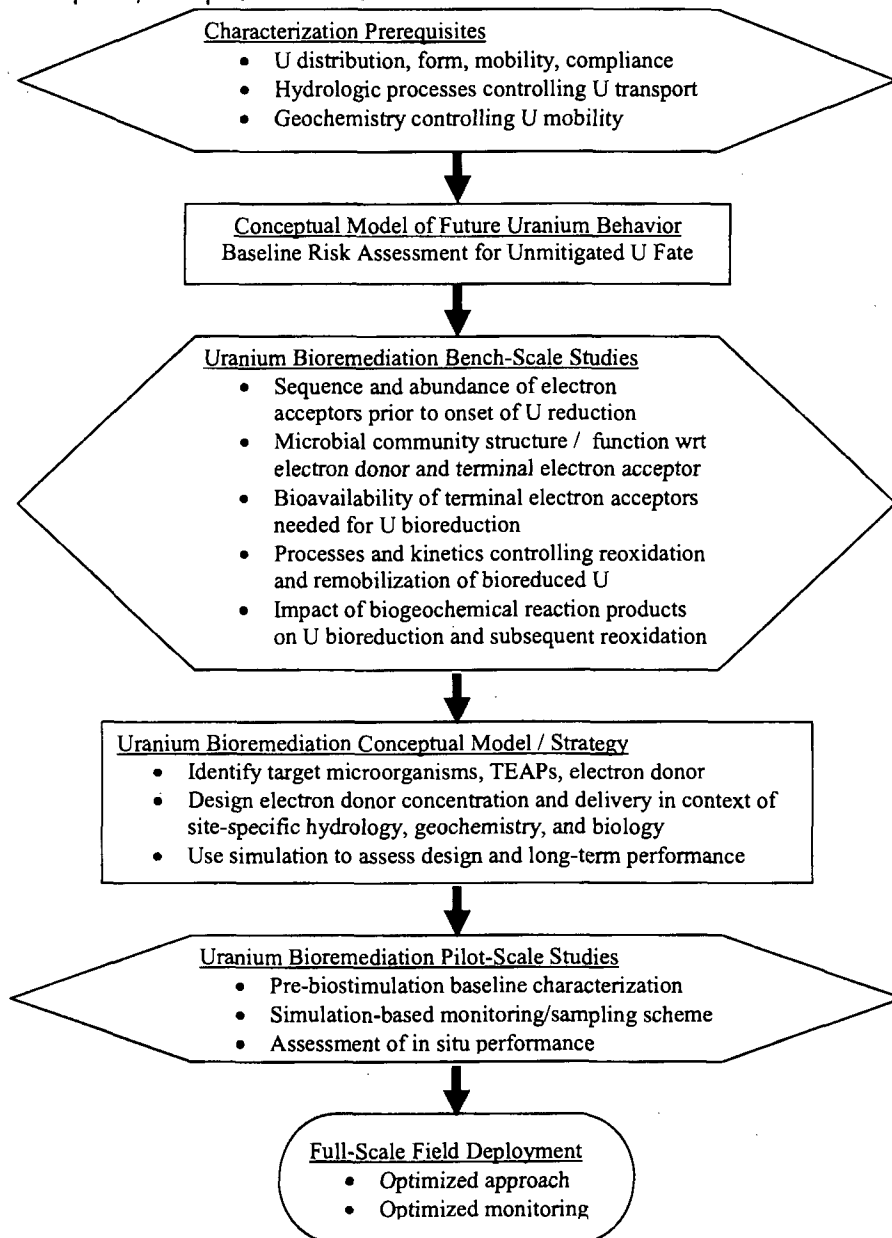 Characterization Prerequisites
• U distribution, form, mobility, compliance
• Hydrologic processes controlling U transport
• Geochemistry controlling U mobility
Conceptual Model of Future Uranium Behavior
Baseline Risk Assessment for Unmitigated U Fate
Uranium Bioremediation Bench-Scale Studies
• Sequence and abundance of electron
acceptors prior to onset of U reduction
• Microbial community structure / function wrt
electron donor and terminal electron acceptor
• Bioavailability of terminal electron acceptors
needed for U bioreduction
• Processes and kinetics controlling reoxidation
and remobilization of bioreduced U
• Impact of biogeochemical reaction products
on U bioreduction and subsequent reoxidation
Uranium Bioremediation Conceptual Model / Strategy
• Identify target microorganisms, TEAPs, electron donor
• Design electron donor concentration and delivery in context of
site-specific hydrology, geochemistry, and biology
• Use simulation to assess design and long-term performance
Uranium Bioremediation Pilot-Scale Studies
• Pre-biostimulation baseline characterization
• Simulation-based monitoring/sampling scheme
• Assessment of in situ performance
Full-Scale Field Deployment
• Optimized approach
• Optimized monitoring